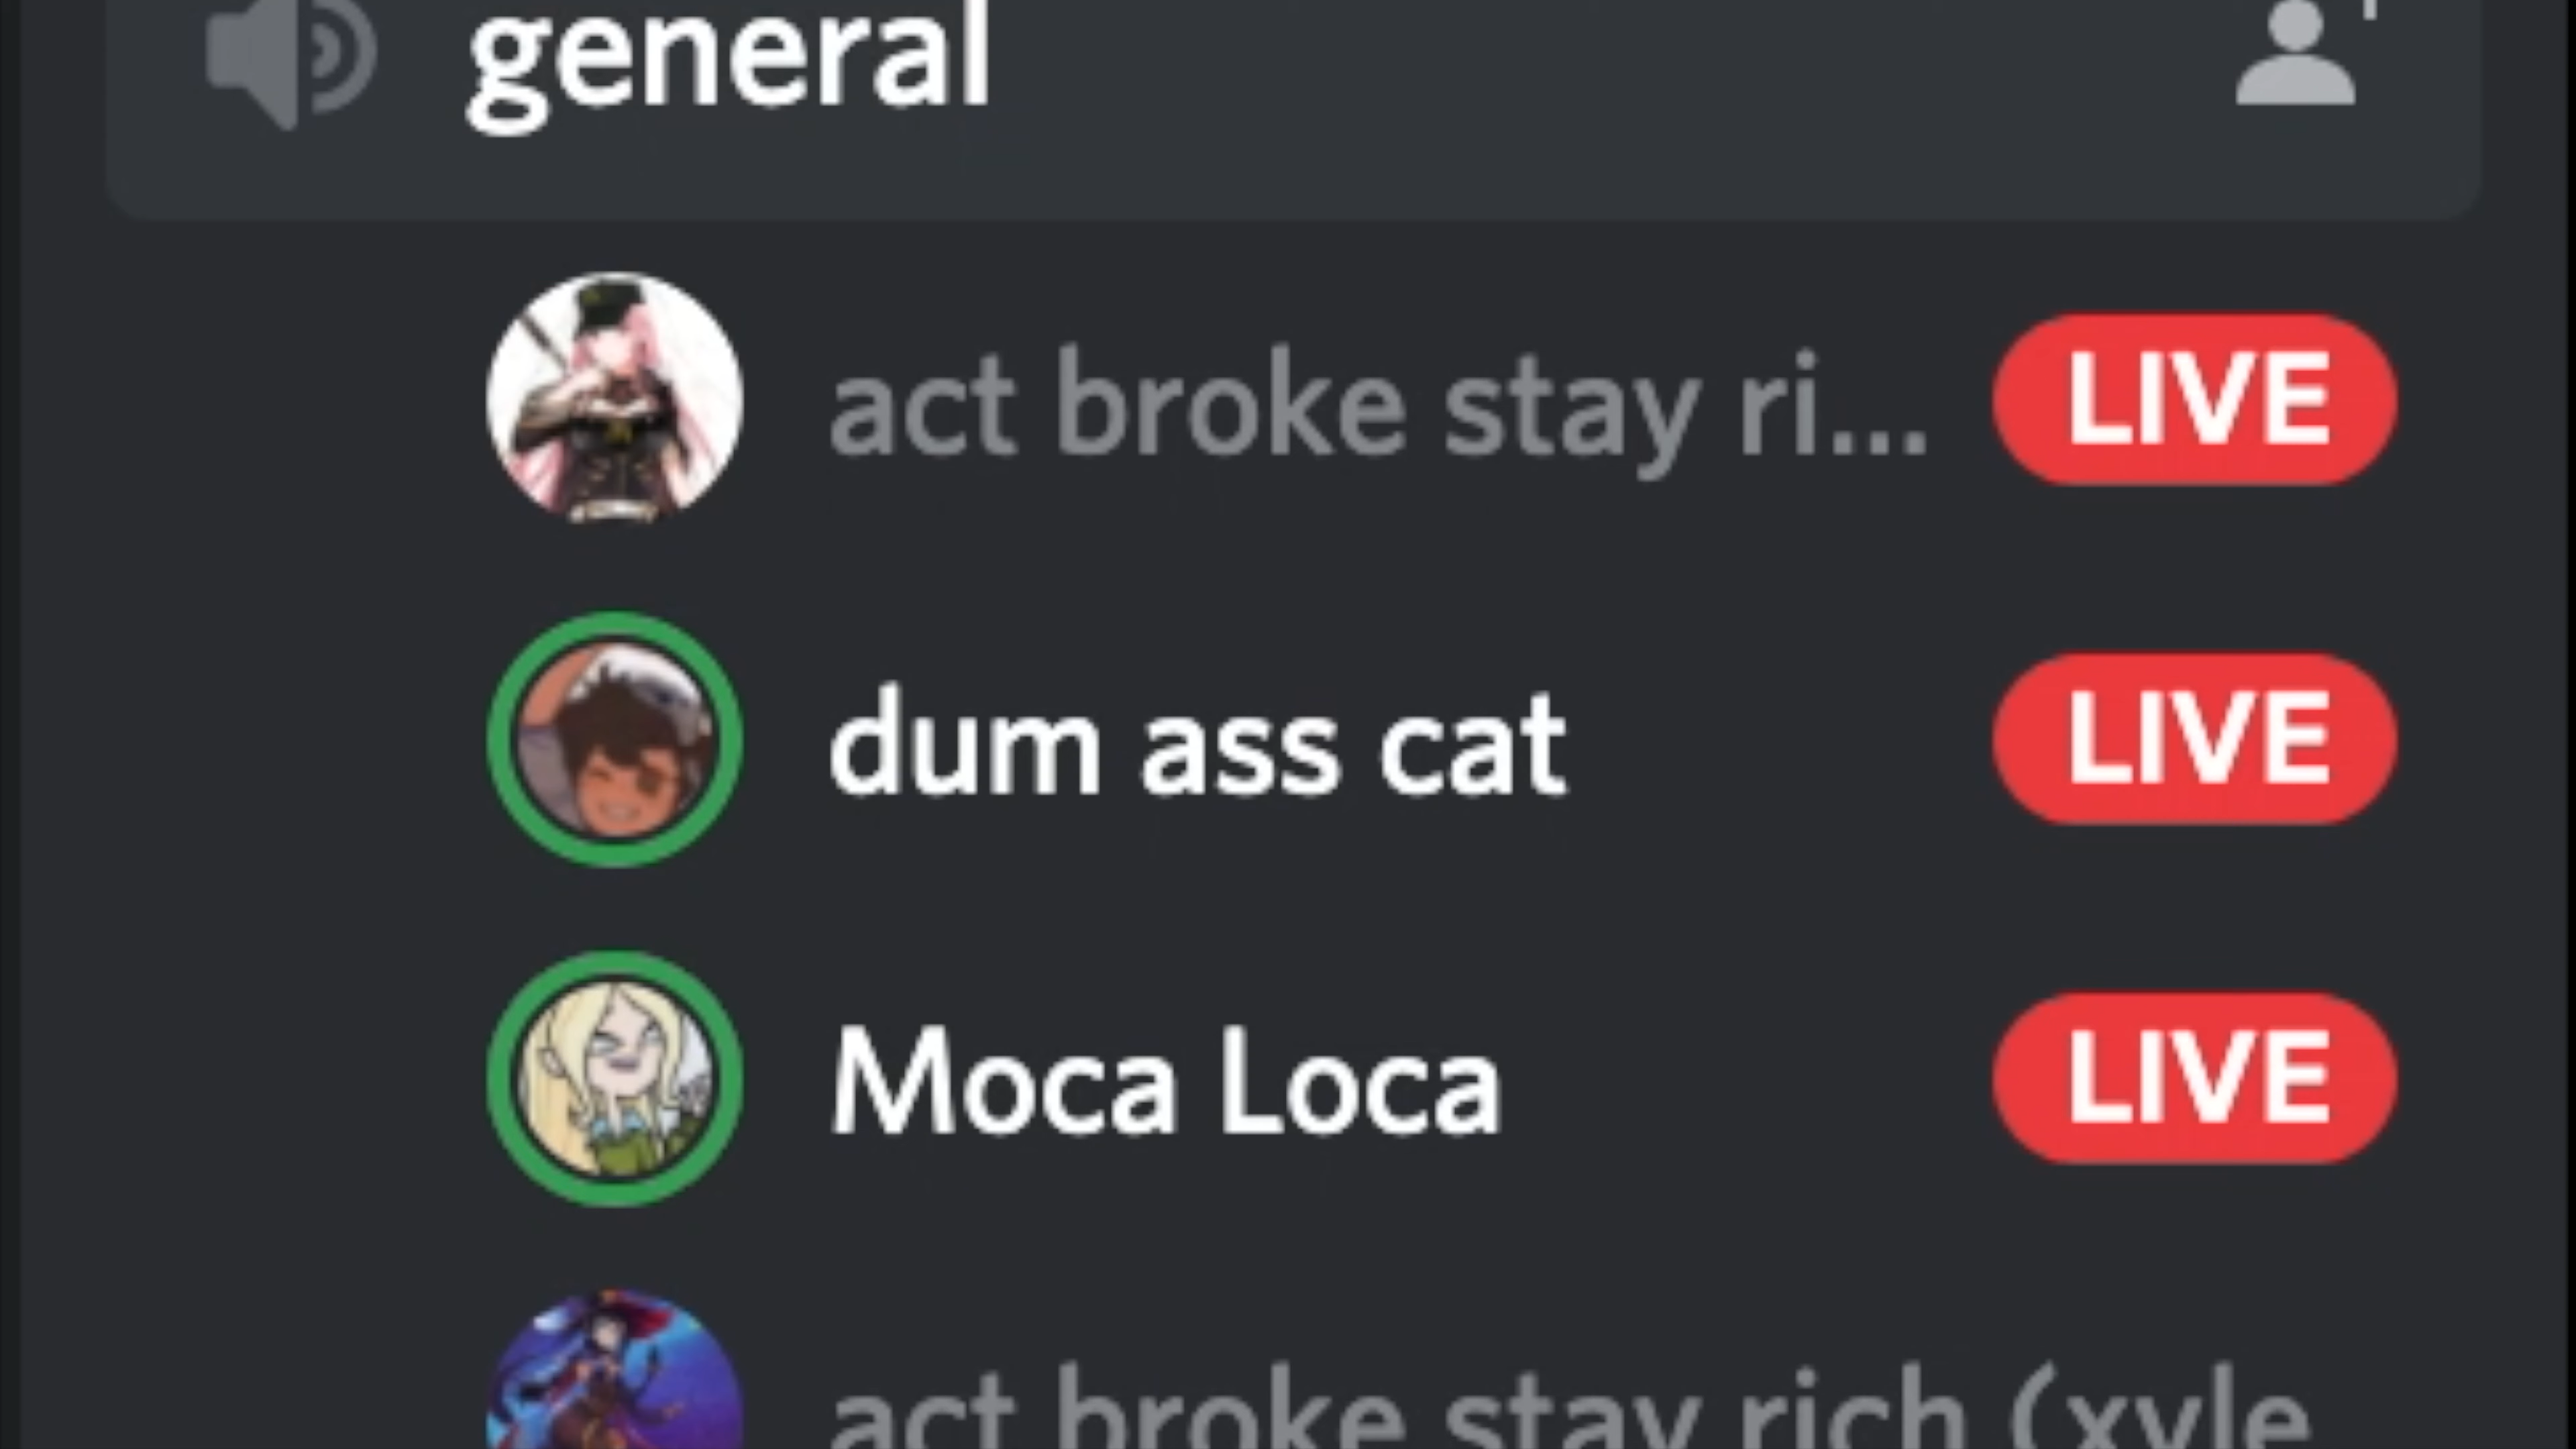 general
act broke stay ri... LIVE
dum ass cat LIVE
Moca Loca LIVE
act broke stay rich (xyle